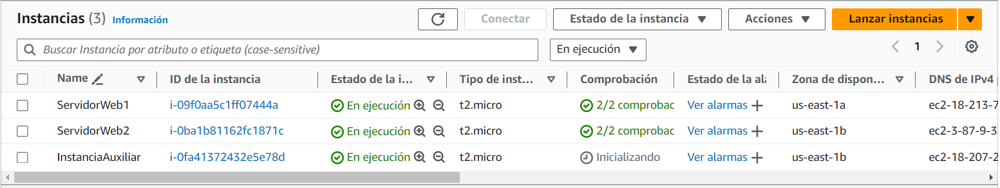 Instancias (3) Información Conectar Estado de la instancia Acciones Lanzar instancias
Buscar Instancia por atributo o etiqueta (case-sensitive) En ejecución 1
Name ID de la instancia Estado de la i... Tipo de inst... Comprobación Estado de la ala Zona de dispon... DNS de IPv4 p
ServidorWeb1 i-09f0aa5c1ff07444a En ejecución t2.micro 2/2 comprobac Ver alarmas + us-east-1a ec2-18-213-7
ServidorWeb2 i-0ba1b81162fc1871c En ejecución t2.micro 2/2 comprobac Ver alarmas + us-east-1b ec2-3-87-9-3
InstanciaAuxiliar i-0fa41372432e5e78d En ejecución t2.micro Inicializando Ver alarmas + us-east-1b ec2-18-207-2